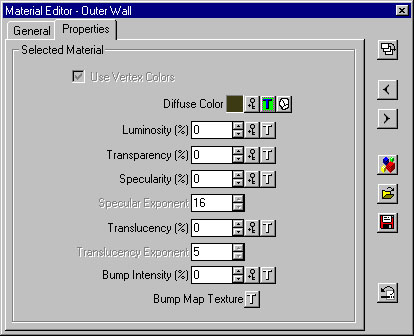 Material Editor - Outer Wall
General Properties
Selected Material
Use Vertex Colors
Diffuse Color T
Luminosity (%) 0 T
Transparency (%) 0 T
Specularity (%) 0 T
Specular Exponent 16
Translucency (%) 0 T
Translucency Exponent 5
Bump Intensity (%) 0 T
Bump Map Texture T